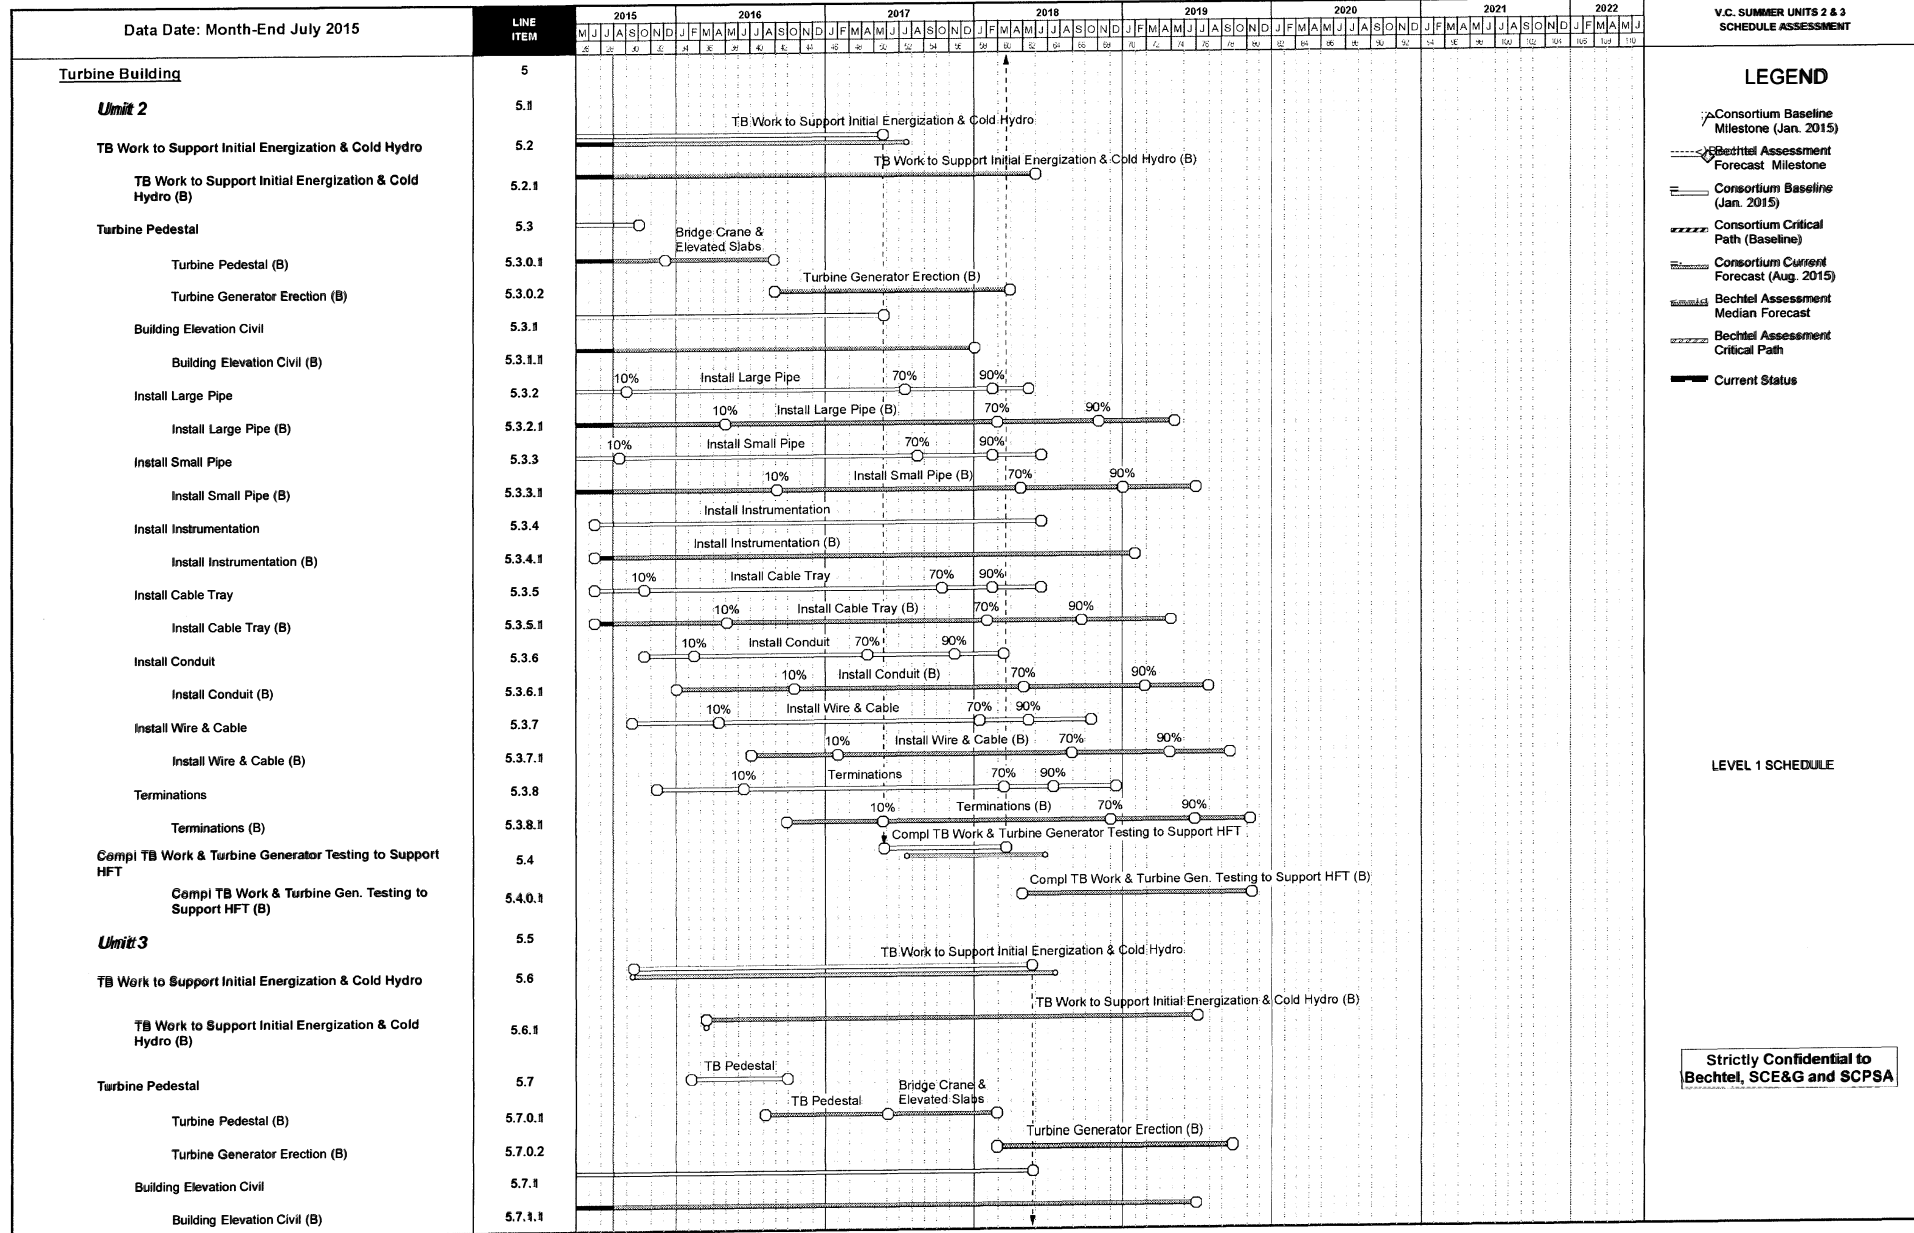 Data Date: Month-End July 2015
LINE ITEM
2015 2016 2017 2018 2019 2020 2021 2022
M J J A S O N D J F M A M J J A S O N D J F M A M J J A S O N D J F M A M J J A S O N D J F M A M J J A S O N D J F M A M J J A S O N D J F M A M J J A S O N D J F M A M J
V.C. SUMMER UNITS 2 & 3
SCHEDULE ASSESSMENT
Turbine Building 5
Unit 2 5.1
TB Work to Support Initial Energization & Cold Hydro
TB Work to Support Initial Energization & Cold Hydro 5.2
TB Work to Support Initial Energization & Cold Hydro (B)
TB Work to Support Initial Energization & Cold
Hydro (B) 5.2.1
Turbine Pedestal 5.3
Bridge Crane &
Elevated Slabs
Turbine Pedestal (B) 5.3.0.1
Turbine Generator Erection (B)
Turbine Generator Erection (B) 5.3.0.2
Building Elevation Civil 5.3.1
Building Elevation Civil (B) 5.3.1.1
10% Install Large Pipe 70% 90%
Install Large Pipe 5.3.2
10% Install Large Pipe (B) 70% 90%
Install Large Pipe (B) 5.3.2.1
10% Install Small Pipe 70% 90%
Install Small Pipe 5.3.3
10% Install Small Pipe (B) 70% 90%
Install Small Pipe (B) 5.3.3.1
Install Instrumentation
Install Instrumentation 5.3.4
Install Instrumentation (B)
Install Instrumentation (B) 5.3.4.1
10% Install Cable Tray 70% 90%
Install Cable Tray 5.3.5
10% Install Cable Tray (B) 70% 90%
Install Cable Tray (B) 5.3.5.1
10% Install Conduit 70% 90%
Install Conduit 5.3.6
10% Install Conduit (B) 70% 90%
Install Conduit (B) 5.3.6.1
10% Install Wire & Cable 70% 90%
Install Wire & Cable 5.3.7
10% Install Wire & Cable (B) 70% 90%
Install Wire & Cable (B) 5.3.7.1
10% Terminations 70% 90%
Terminations 5.3.8
10% Terminations (B) 70% 90%
Terminations (B) 5.3.8.1
Compl TB Work & Turbine Generator Testing to Support HFT
Compl TB Work & Turbine Generator Testing to Support
HFT 5.4
Compl TB Work & Turbine Gen. Testing to Support HFT (B)
Compl TB Work & Turbine Gen. Testing to
Support HFT (B) 5.4.0.1
Unit 3 5.5
TB Work to Support Initial Energization & Cold Hydro
TB Work to Support Initial Energization & Cold Hydro 5.6
TB Work to Support Initial Energization & Cold Hydro (B)
TB Work to Support Initial Energization & Cold
Hydro (B) 5.6.1
TB Pedestal
Turbine Pedestal 5.7
TB Pedestal
Bridge Crane &
Elevated Slabs
Turbine Pedestal (B) 5.7.0.1
Turbine Generator Erection (B)
Turbine Generator Erection (B) 5.7.0.2
Building Elevation Civil 5.7.1
Building Elevation Civil (B) 5.7.1.1
LEGEND
Consortium Baseline
Milestone (Jan. 2015)
Bechtel Assessment
Forecast Milestone
Consortium Baseline
(Jan. 2015)
Consortium Critical
Path (Baseline)
Consortium Current
Forecast (Aug. 2015)
Bechtel Assessment
Median Forecast
Bechtel Assessment
Critical Path
Current Status
LEVEL 1 SCHEDULE
Strictly Confidential to
Bechtel, SCE&G and SCPSA